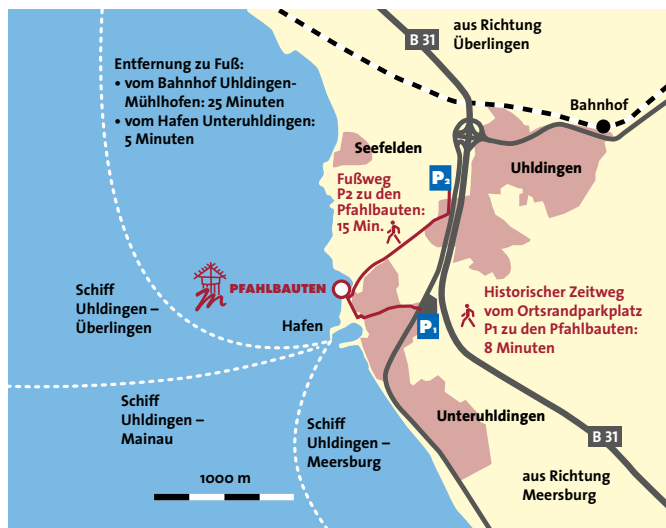 Entfernung zu Fuß:
• vom Bahnhof Uhldingen-
Mühlhofen: 25 Minuten
• vom Hafen Unteruhldingen:
5 Minuten
B 31
aus Richtung
Überlingen
Bahnhof
Seefelden
Uhldingen
P2
Fußweg
P2 zu den
Pfahlbauten:
15 Min.
PFAHLBAUTEN
Schiff
Uhldingen –
Überlingen
Hafen
P1
Historischer Zeitweg
vom Ortsrandparkplatz
P1 zu den Pfahlbauten:
8 Minuten
Schiff
Uhldingen –
Mainau
Schiff
Uhldingen –
Meersburg
Unteruhldingen
B 31
aus Richtung
Meersburg
1000 m